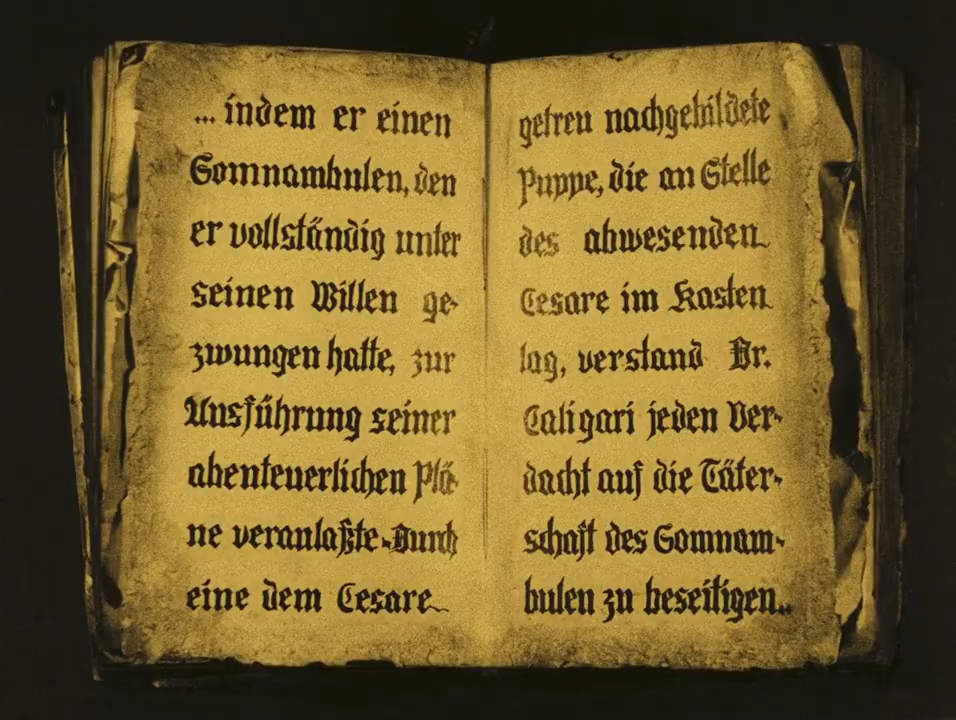 ... indem er einen
Somnambulen, den
er vollständig unter
seinen Willen ge-
zwungen hatte, zur
Ausführung seiner
abenteuerlichen Plä-
ne veranlaßte. Durch
eine dem Cesare
getreu nachgebildete
Puppe, die an Stelle
des abwesenden
Cesare im Kasten
lag, verstand Dr.
Caligari jeden Ver-
dacht auf die Täter-
schaft des Somnam-
bulen zu beseitigen..